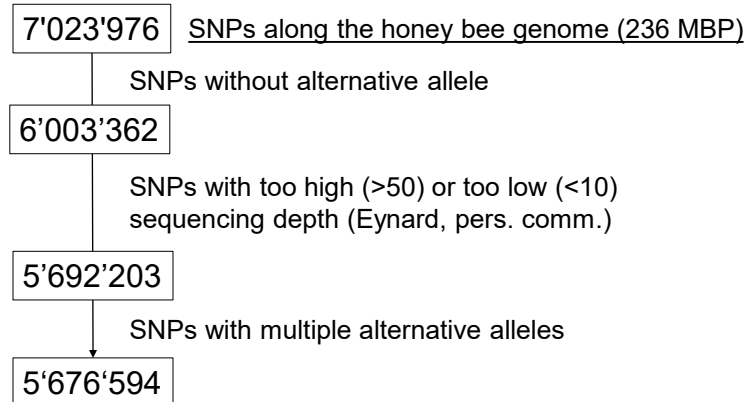 7'023'976 SNPs along the honey bee genome (236 MBP)
SNPs without alternative allele
6’003’362
SNPs with too high (>50) or too low (<10)
sequencing depth (Eynard, pers. comm.)
5’692’203
SNPs with multiple alternative alleles
5‘676‘594